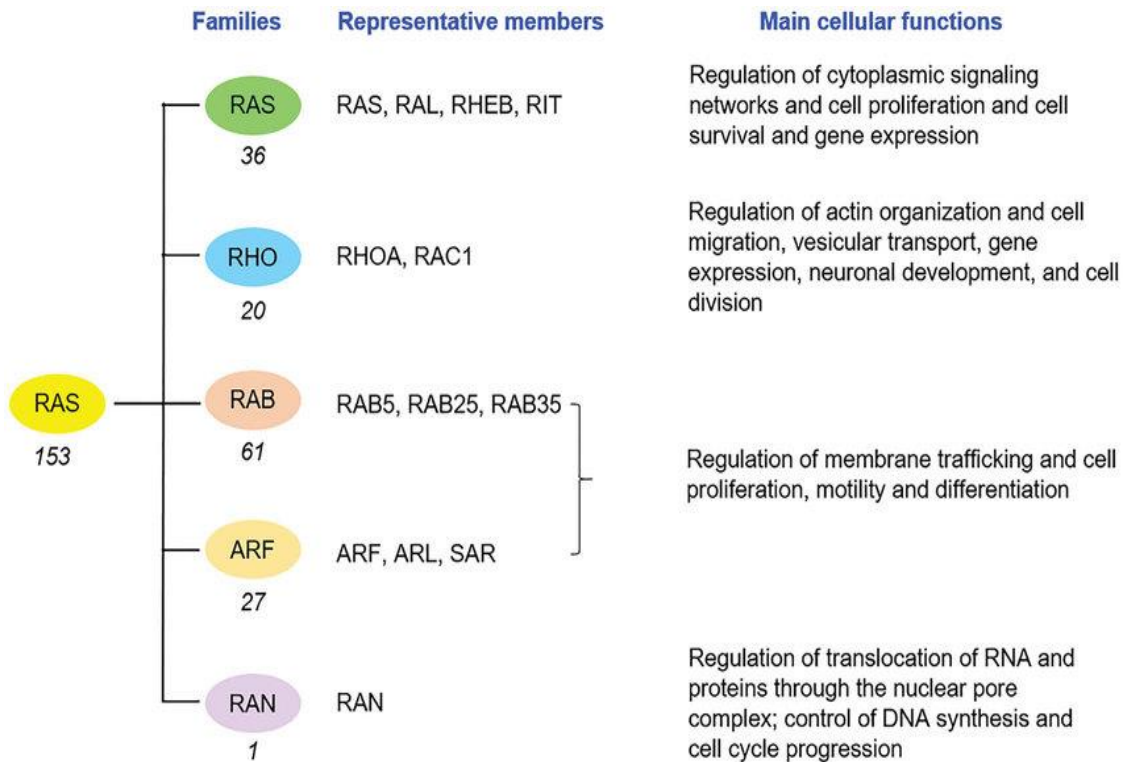 Families
Representative members
Main cellular functions
RAS
36
RAS, RAL, RHEB, RIT
Regulation of cytoplasmic signaling
networks and cell proliferation and cell
survival and gene expression
RHO
20
RHOA, RAC1
Regulation of actin organization and cell
migration, vesicular transport, gene
expression, neuronal development, and cell
division
RAS
153
RAB
61
RAB5, RAB25, RAB35
Regulation of membrane trafficking and cell
proliferation, motility and differentiation
ARF
27
ARF, ARL, SAR
RAN
1
RAN
Regulation of translocation of RNA and
proteins through the nuclear pore
complex; control of DNA synthesis and
cell cycle progression